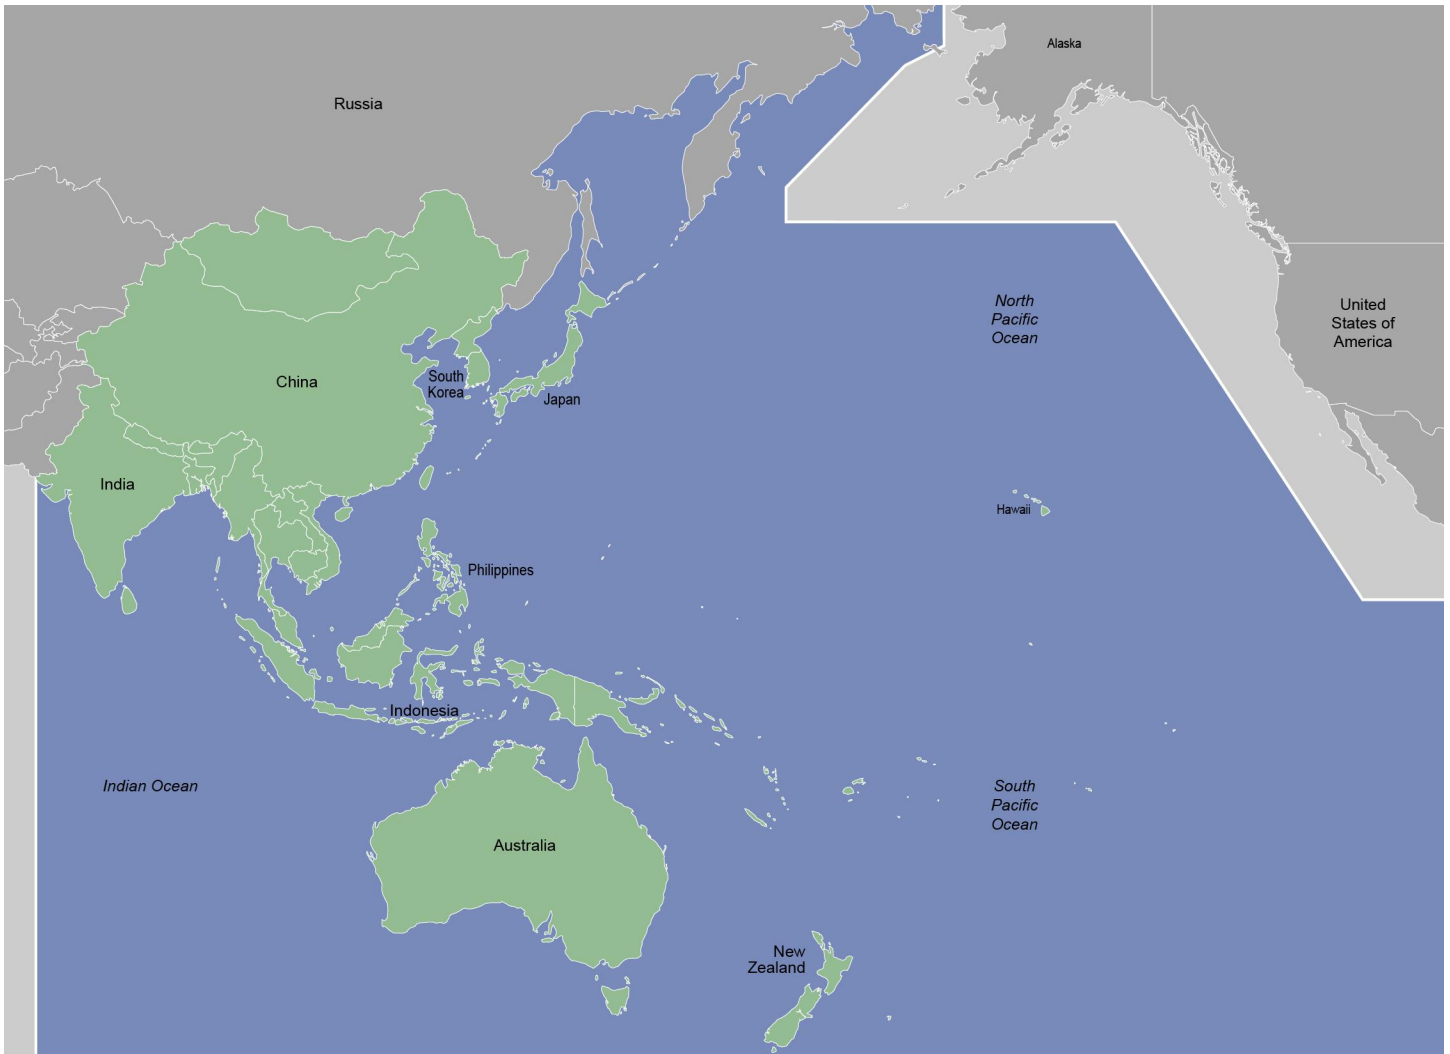 Alaska
Russia
North
Pacific
Ocean
United
States of
America
China
South
Korea
Japan
India
Hawaii
Philippines
Indonesia
Indian Ocean
South
Pacific
Ocean
Australia
New
Zealand